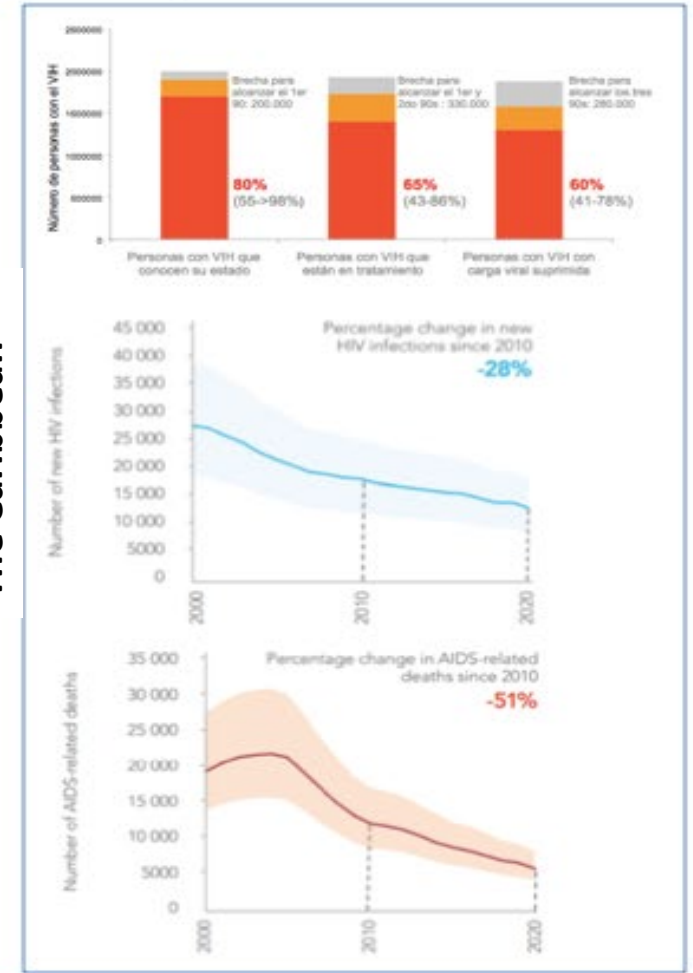 Número de personas con el VIH
2500000
2000000
1500000
1000000
500000
0
Brecha para
alcanzar el 1er
90: 200.000
80%
(55->98%)
Brecha para
alcanzar el 1er y
2do 90s : 330.000
65%
(43-86%)
Brecha para
alcanzar los tres
90s: 280.000
60%
(41-78%)
Personas con VIH que
conocen su estado
Personas con VIH que
están en tratamiento
Personas con VIH con
carga viral suprimida
Number of new HIV infections
45 000
40 000
35 000
30 000
25 000
20 000
15 000
10 000
5000
0
Percentage change in new
HIV infections since 2010
-28%
2000
2010
2020
Number of AIDS-related deaths
35 000
30 000
25 000
20 000
15 000
10 000
5000
0
Percentage change in AIDS-related
deaths since 2010
-51%
2000
2010
2020